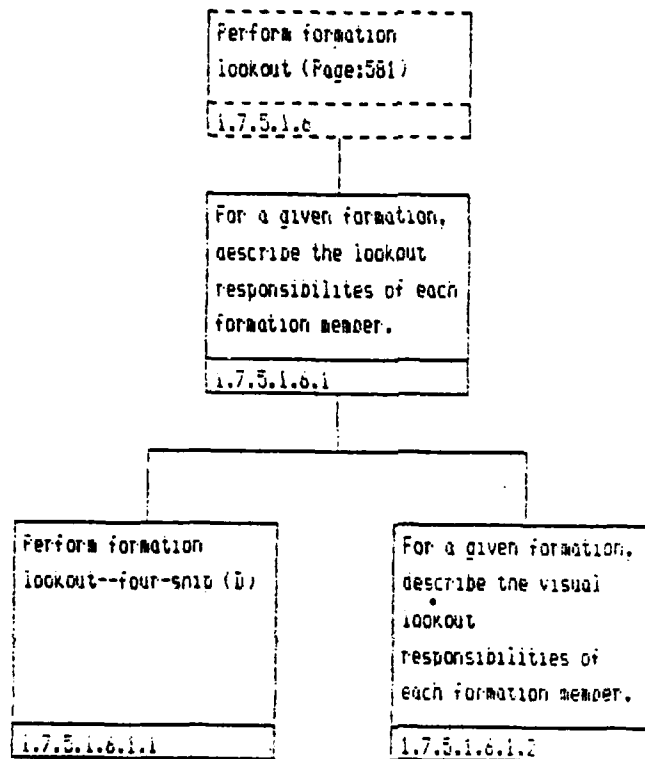 Perform formation
lookout (Page:581)
1.7.5.1.6
For a given formation,
describe the lookout
responsibilites of each
formation member.
1.7.5.1.6.1
Perform formation
lookout--four-ship (D)
1.7.5.1.6.1.1
For a given formation,
describe the visual
lookout
responsibilities of
each formation member.
1.7.5.1.6.1.2